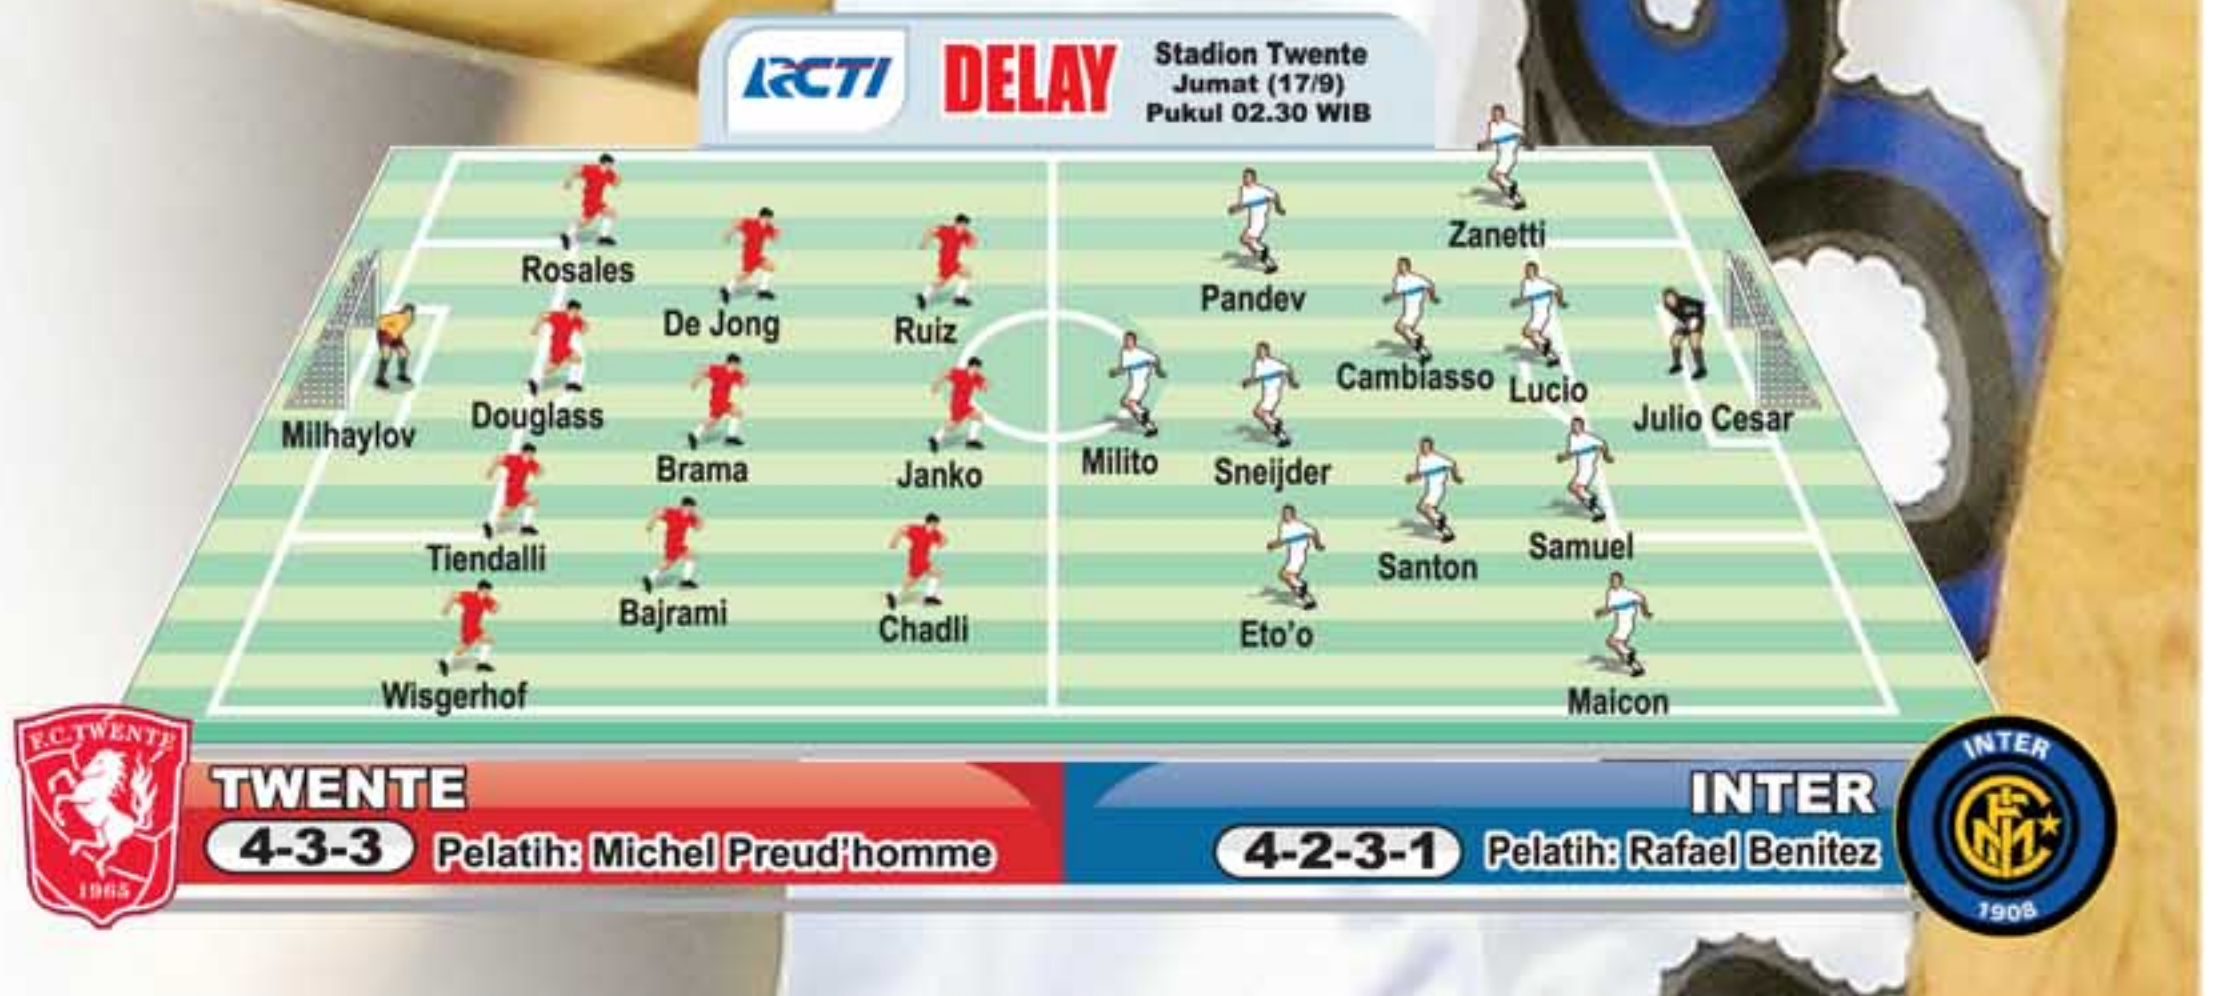 RCTI
DELAY
Stadion Twente
Jumat (17/9)
Pukul 02.30 WIB
Zanetti
Rosales
Pandev
De Jong
Ruiz
Cambiasso
Lucio
Milhaylov
Douglass
Julio Cesar
Brama
Janko
Milito
Sneijder
Tiendalli
Santon
Samuel
Bajrami
Chadli
Eto'o
Wisgerhof
Maicon
F.C.TWENTE
1965
TWENTE
4-3-3 Pelatih: Michel Preud'homme
INTER
4-2-3-1 Pelatih: Rafael Benitez
INTER
1908